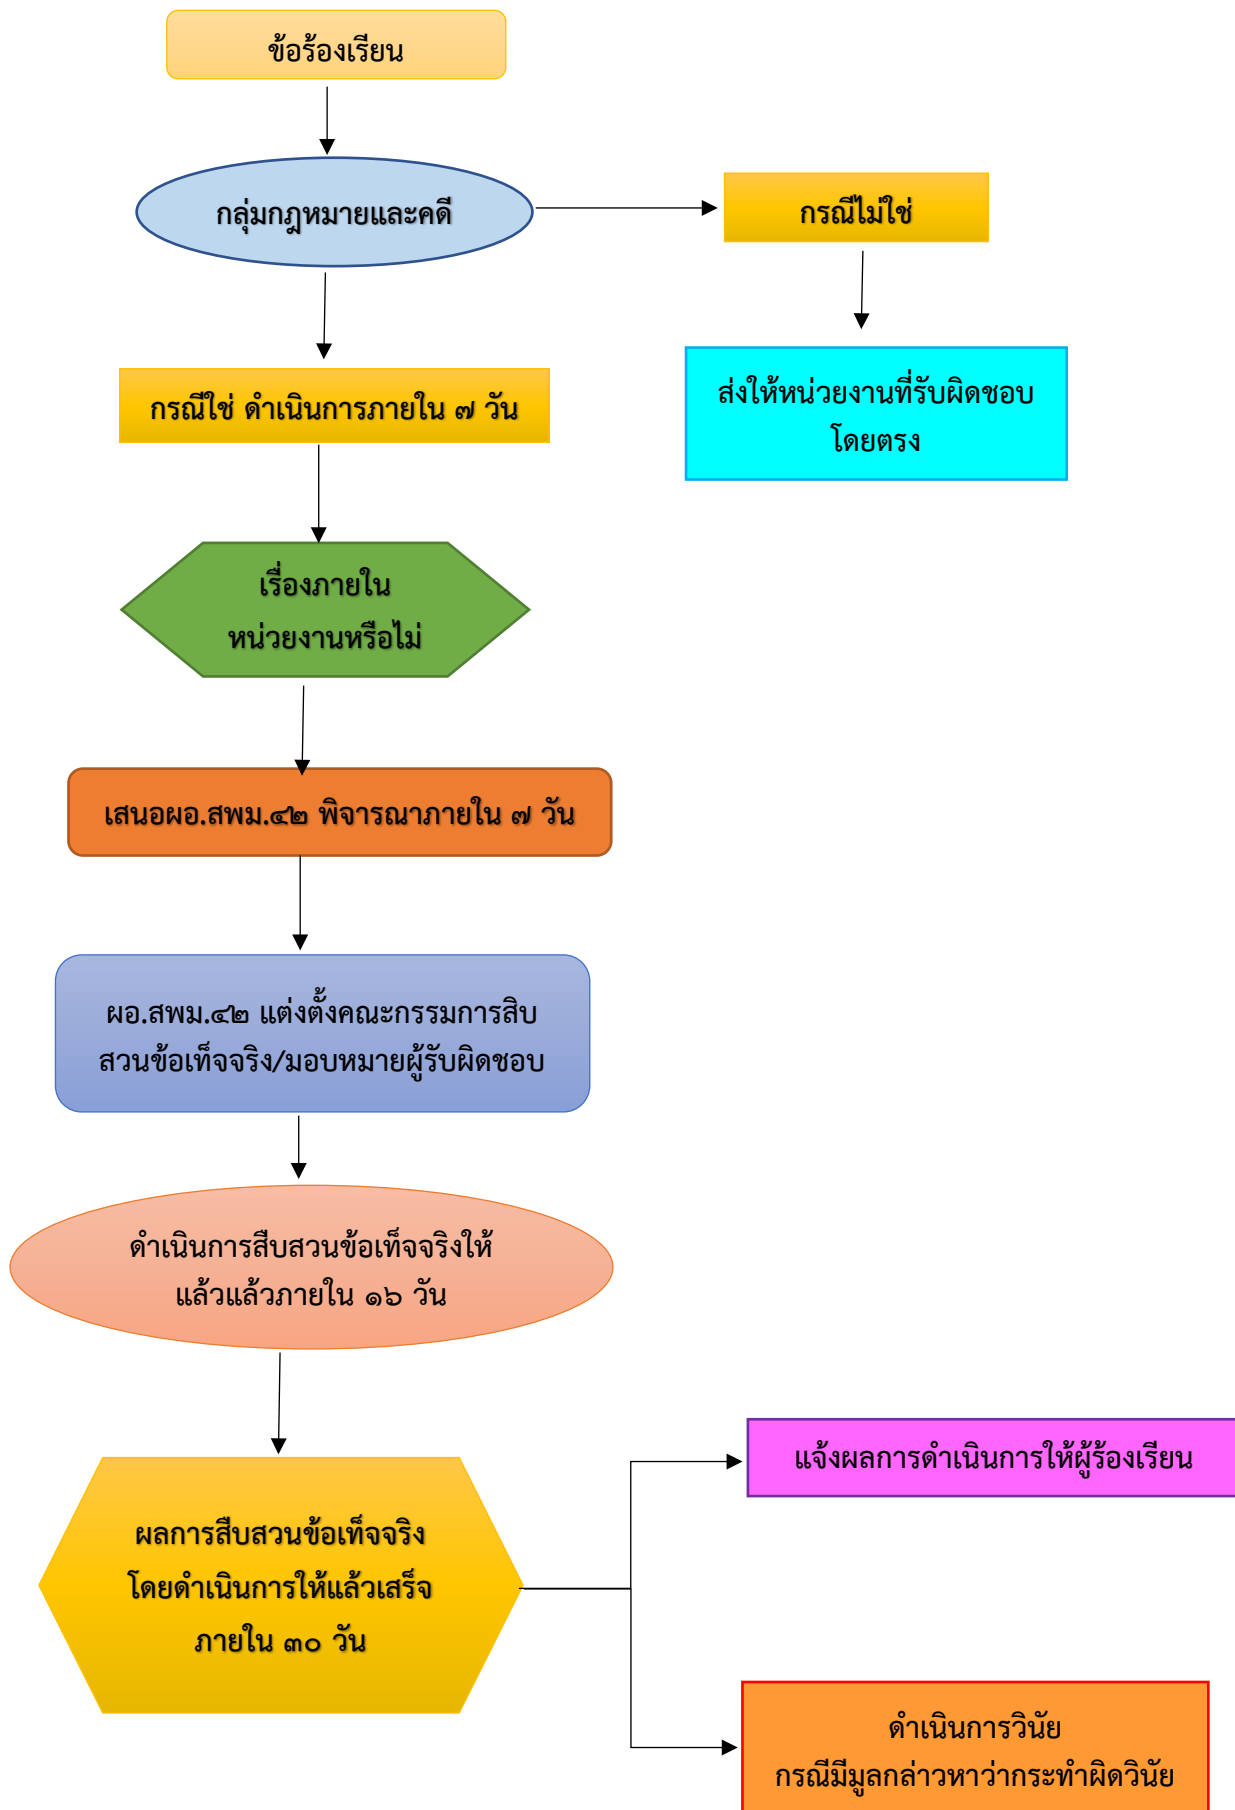 ข้อร้องเรียน
กลุ่มกฎหมายและคดี
กรณีไม่ใช่
กรณีใช่ ดำเนินการภายใน ๗ วัน
ส่งให้หน่วยงานที่รับผิดชอบ
โดยตรง
เรื่องภายใน
หน่วยงานหรือไม่
เสนอผอ.สพม.๔๒ พิจารณาภายใน ๗ วัน
ผอ.สพม.๔๒ แต่งตั้งคณะกรรมการสิบ
สวนข้อเท็จจริง/มอบหมายผู้รับผิดชอบ
ดำเนินการสืบสวนข้อเท็จจริงให้
แล้วแล้วภายใน ๑๖ วัน
ผลการสืบสวนข้อเท็จจริง
โดยดำเนินการให้แล้วเสร็จ
ภายใน ๓๐ วัน
แจ้งผลการดำเนินการให้ผู้ร้องเรียน
ดำเนินการวินัย
กรณีมีมูลกล่าวหาว่ากระทำผิดวินัย